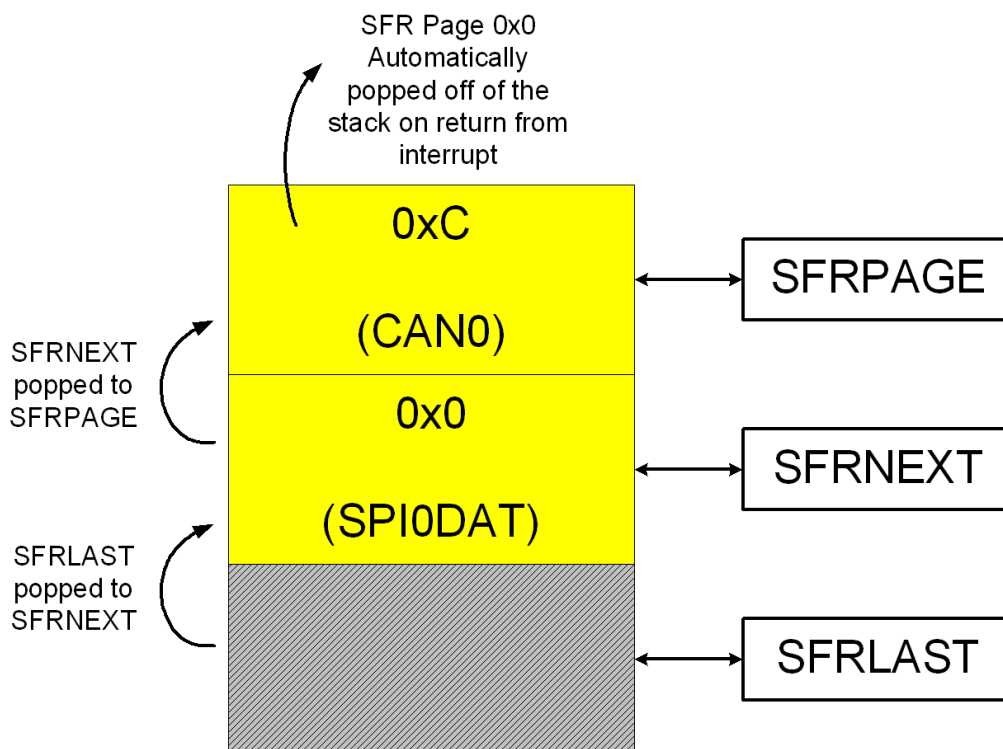 SFR Page 0x0
Automatically
popped off of the
stack on return from
interrupt
0xC
(CAN0)
SFRPAGE
SFRNEXT
popped to
SFRPAGE
0x0
(SPI0DAT)
SFRNEXT
SFRLAST
popped to
SFRNEXT
SFRLAST